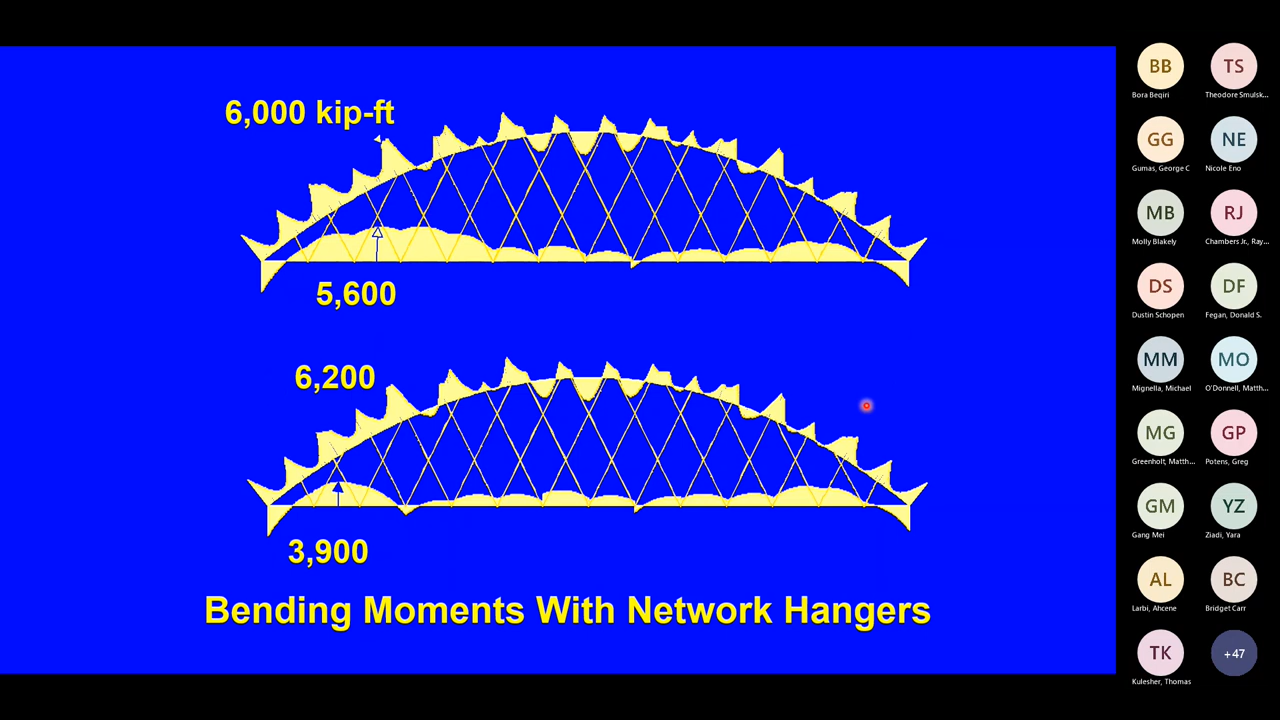 6,000 kip-ft
5,600
6,200
3,900
Bending Moments With Network Hangers
BB
TS
Bora Beqiri
Theodore Smulsk...
GG
NE
Gumas, George C
Nicole Eno
MB
RJ
Molly Blakely
Chambers Jr., Ray...
DS
DF
Dustin Schopen
Fegan, Donald S.
MM
MO
Mignella, Michael
O'Donnell, Matth...
MG
GP
Greenholt, Matth...
Potens, Greg
GM
YZ
Gang Mei
Ziadi, Yara
AL
BC
Larbi, Ahcene
Bridget Carr
TK
+47
Kulesher, Thomas